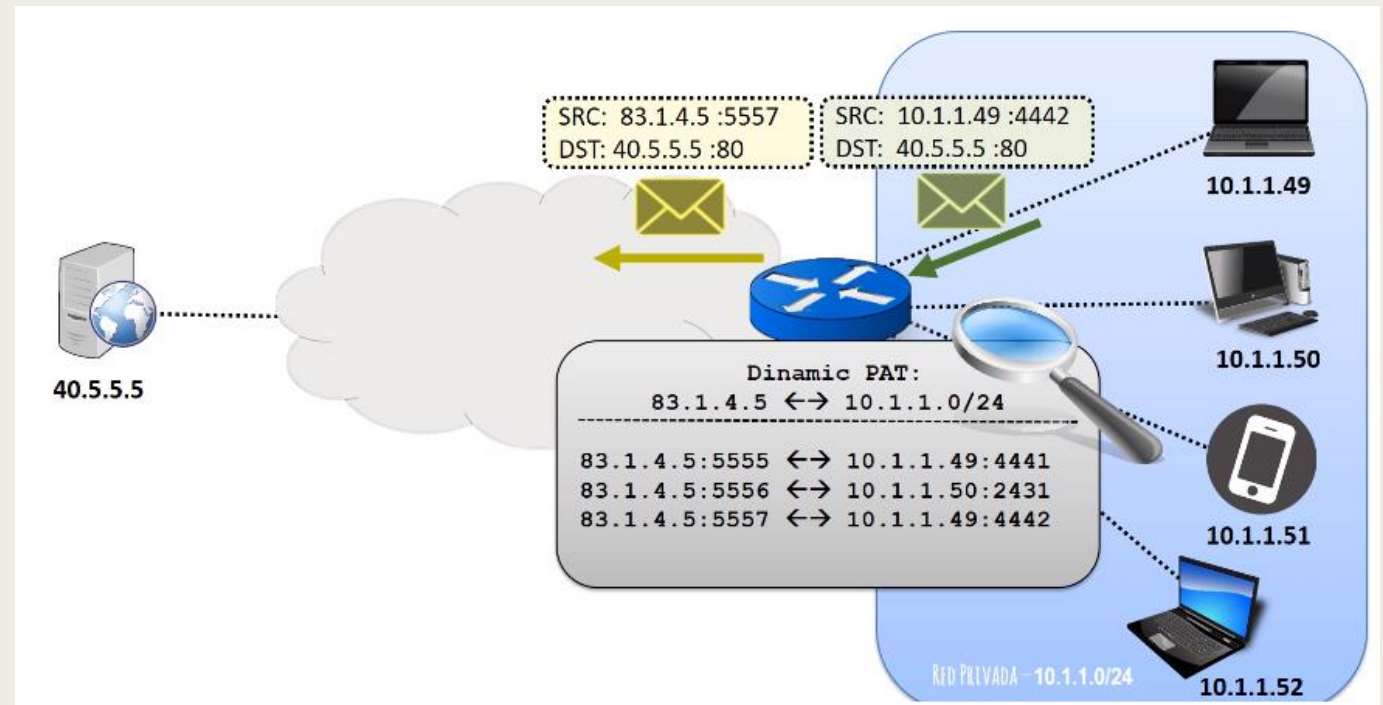 SRC: 83.1.4.5 :5557
DST: 40.5.5.5 :80
SRC: 10.1.1.49 :4442
DST: 40.5.5.5 :80
10.1.1.49
10.1.1.50
40.5.5.5
Dinamic PAT:
83.1.4.5 ←→ 10.1.1.0/24
83.1.4.5:5555 ←→ 10.1.1.49:4441
83.1.4.5:5556 ←→ 10.1.1.50:2431
83.1.4.5:5557 ←→ 10.1.1.49:4442
10.1.1.51
RED PRIVADA – 10.1.1.0/24
10.1.1.52